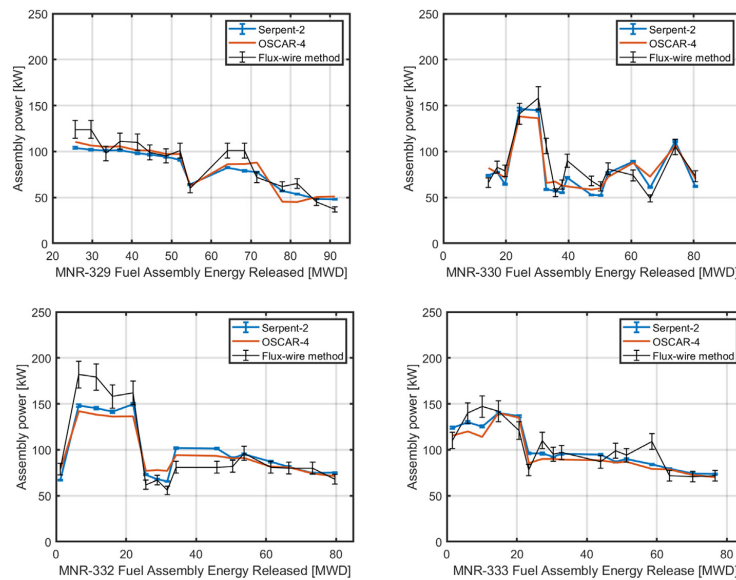 250
200
150
100
50
0
Assembly power [kW]
Serpent-2
OSCAR-4
Flux-wire method
20 30 40 50 60 70 80 90
MNR-329 Fuel Assembly Energy Released [MWD]
250
200
150
100
50
0
Assembly power [kW]
Serpent-2
OSCAR-4
Flux-wire method
0 20 40 60 80 100
MNR-330 Fuel Assembly Energy Released [MWD]
250
200
150
100
50
0
Assembly power [kW]
Serpent-2
OSCAR-4
Flux-wire method
0 20 40 60 80
MNR-332 Fuel Assembly Energy Released [MWD]
250
200
150
100
50
0
Assembly power [kW]
Serpent-2
OSCAR-4
Flux-wire method
0 20 40 60 80
MNR-333 Fuel Assembly Energy Release [MWD]